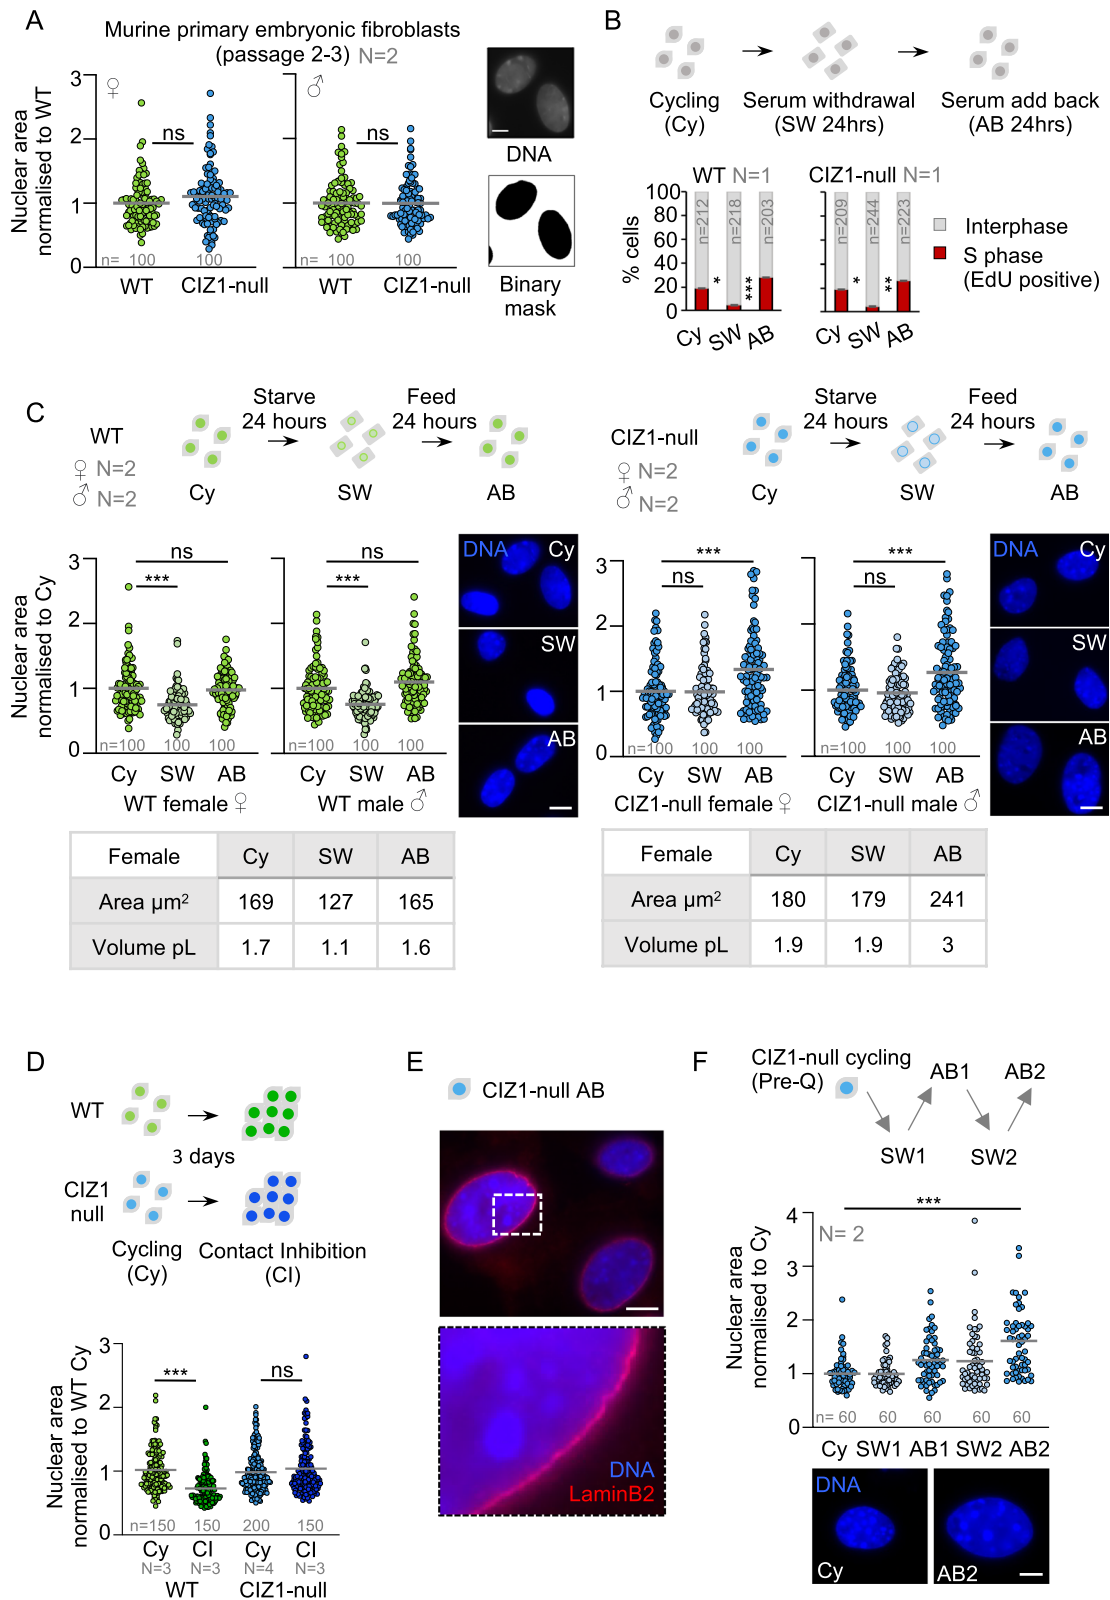 A
Murine primary embryonic fibroblasts
(passage 2-3) N=2
Nuclear area
normalised to WT
3
2
1
0
♀
ns
n= 100 100
WT CIZ1-null
♂
ns
100 100
WT CIZ1-null
DNA
Binary
mask
B
Cycling
(Cy)
Serum withdrawal
(SW 24hrs)
Serum add back
(AB 24hrs)
WT N=1
CIZ1-null N=1
% cells
100
80
60
40
20
0
n=212
n=218
n=203
* ***
Cy SW AB
n=209
n=244
n=223
* **
Cy SW AB
Interphase
S phase
(EdU positive)
C
WT
♀ N=2
♂ N=2
Starve
24 hours
Feed
24 hours
Cy SW AB
CIZ1-null
♀ N=2
♂ N=2
Starve
24 hours
Feed
24 hours
Cy SW AB
Nuclear area
normalised to Cy
3
2
1
0
ns
***
n=100 100 100
Cy SW AB
WT female ♀
ns
***
n=100 100 100
Cy SW AB
WT male ♂
DNA Cy
SW
AB
3
2
1
0
***
ns
n=100 100 100
Cy SW AB
CIZ1-null female ♀
***
ns
n=100 100 100
Cy SW AB
CIZ1-null male ♂
DNA Cy
SW
AB
Female Cy SW AB
Area µm² 169 127 165
Volume pL 1.7 1.1 1.6
Female Cy SW AB
Area µm² 180 179 241
Volume pL 1.9 1.9 3
D
WT
3 days
CIZ1
null
Cycling
(Cy)
Contact Inhibition
(CI)
Nuclear area
normalised to WT Cy
3
2
1
0
***
ns
n=150 150 200 150
Cy CI Cy CI
N=3 N=3 N=4 N=3
WT CIZ1-null
E
CIZ1-null AB
DNA
LaminB2
F
CIZ1-null cycling
(Pre-Q)
AB1 AB2
SW1 SW2
Nuclear area
normalised to Cy
4
3
2
1
0
***
N= 2
n= 60 60 60 60 60
Cy SW1 AB1 SW2 AB2
DNA
Cy
AB2